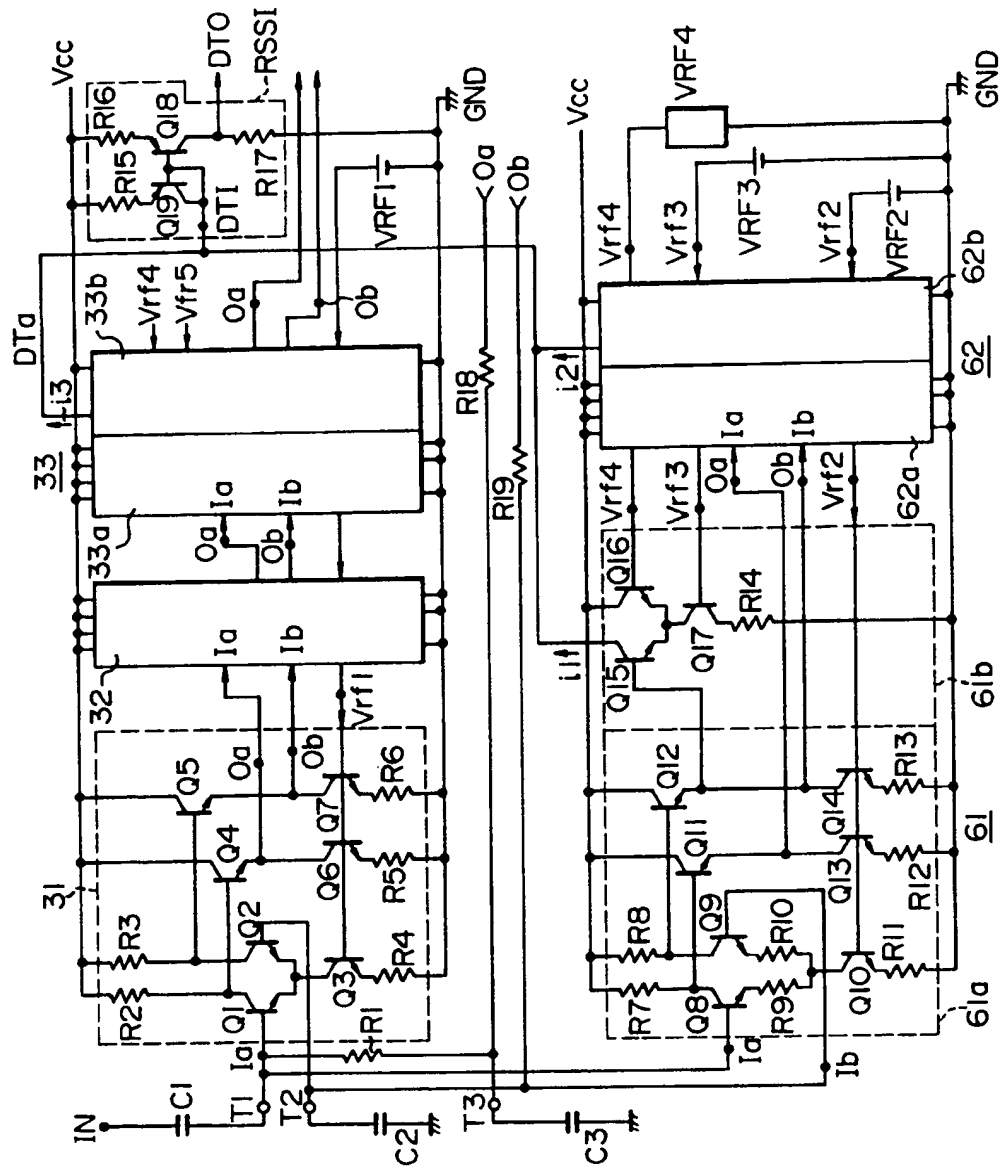 Vcc
R16
R15
Q18
Q19
DTO
RSSI
DTI
R17
GND
DTa
i3
33
33b
33a
Vrf4
Vfr5
Oa
Ob
VRF1
Ia
Oa
Ib
Ob
32
Ia
Ib
Vrf1
Oa
Ob
31
R3
R2
Q5
Q4
Q2
Q1
Q7
Q6
Q3
R6
R5
R4
R1
Ia
IN
C1
T1
T2
C2
T3
C3
R18
R19
Oa
Ob
Vcc
i2
i1
Vrf4
Vrf3
Vrf2
VRF4
VRF3
VRF2
GND
62b
62
62a
Ia
Ib
Vrf4
Vrf3
Oa
Ob
Vrf2
Q16
Q15
Q17
R14
61b
61
61a
Q12
Q11
R8
R7
Q9
Q8
R10
R9
Q14
Q13
Q10
R13
R12
R11
Ia
Ib